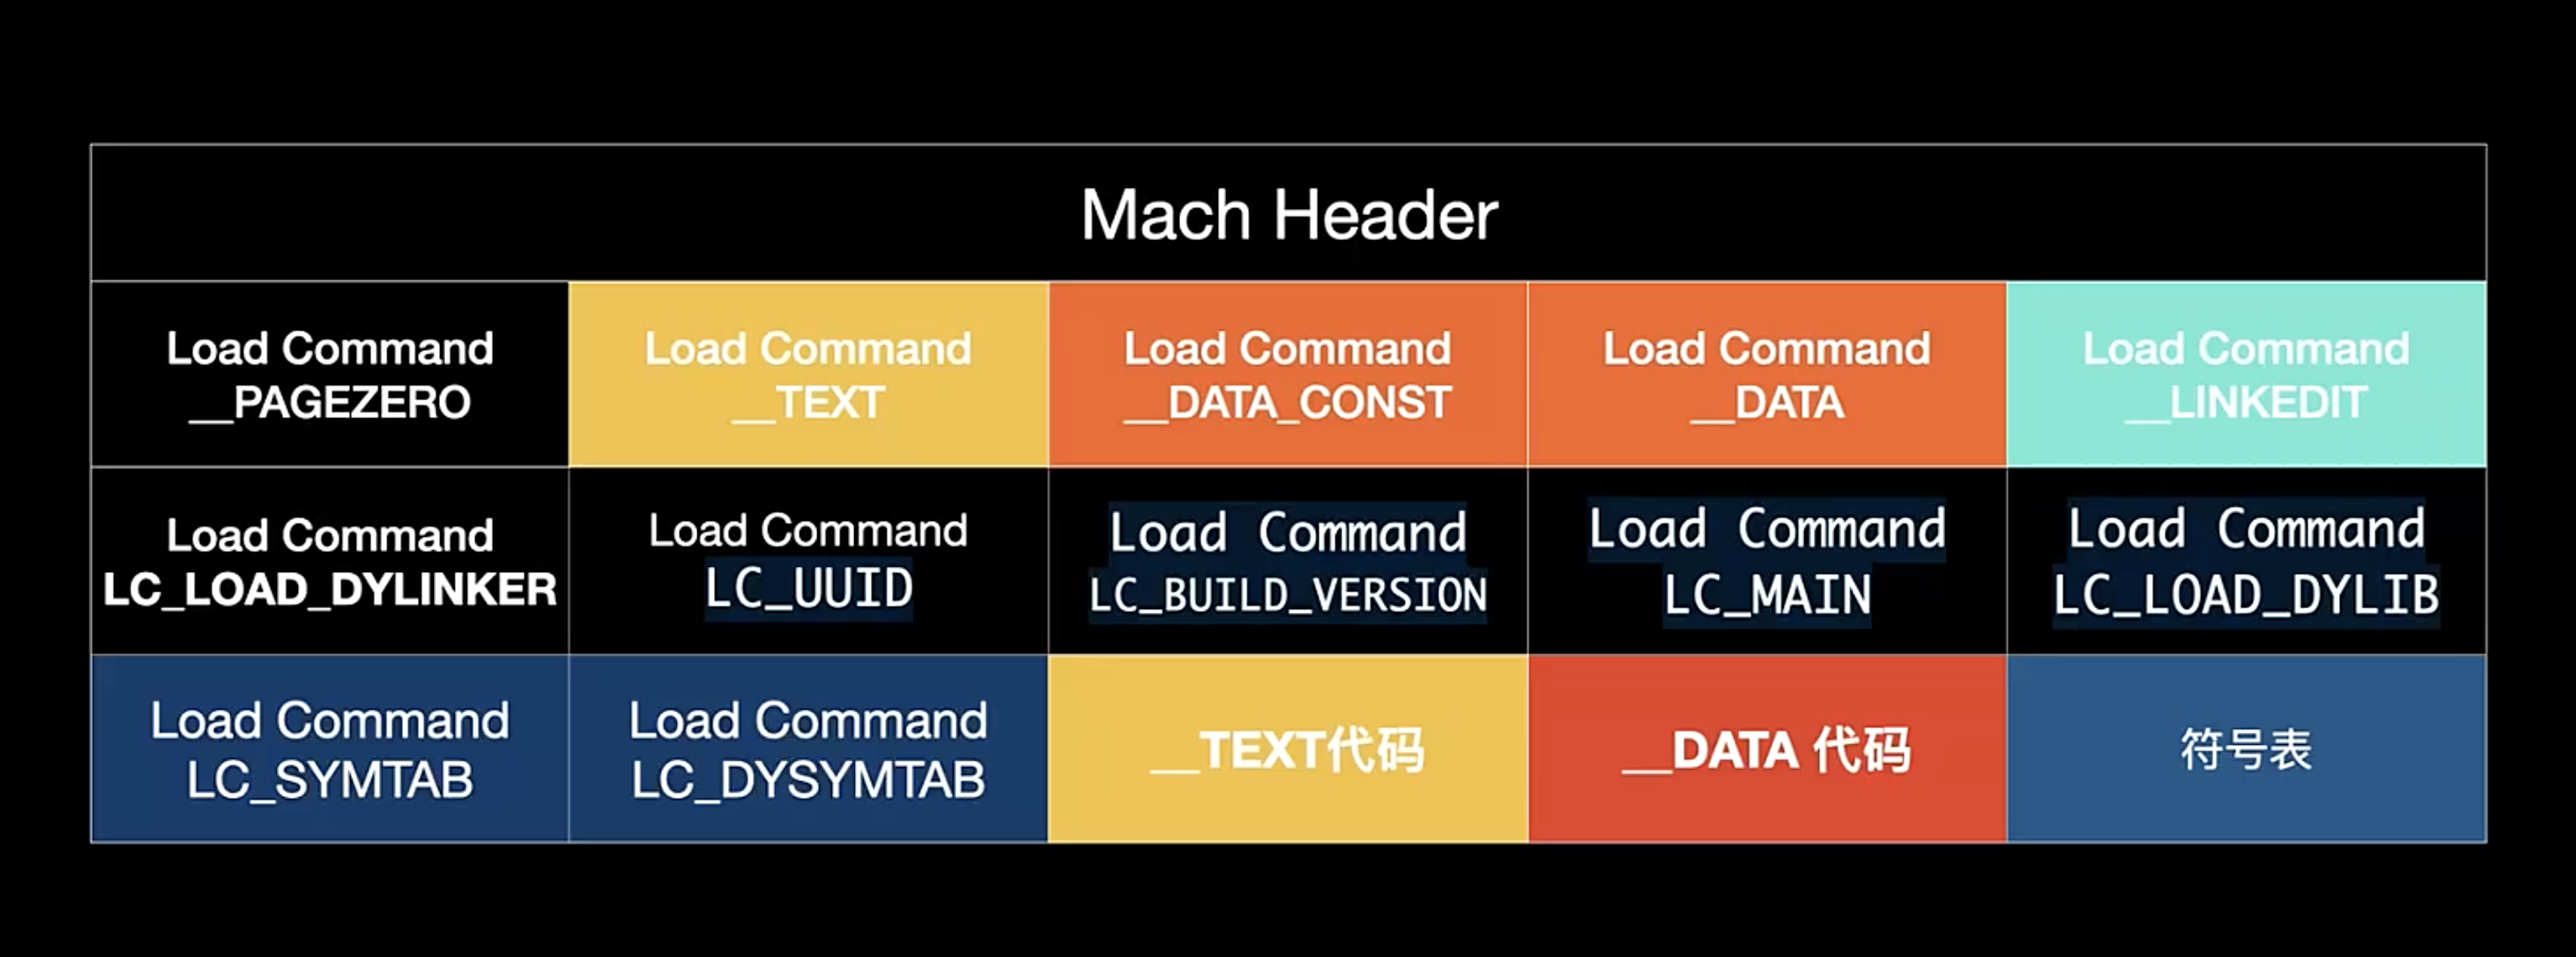 Mach Header
Load Command
__PAGEZERO
Load Command
__TEXT
Load Command
__DATA_CONST
Load Command
__DATA
Load Command
__LINKEDIT
Load Command
LC_LOAD_DYLINKER
Load Command
LC_UUID
Load Command
LC_BUILD_VERSION
Load Command
LC_MAIN
Load Command
LC_LOAD_DYLIB
Load Command
LC_SYMTAB
Load Command
LC_DYSYMTAB
__TEXT代码
__DATA 代码
符号表